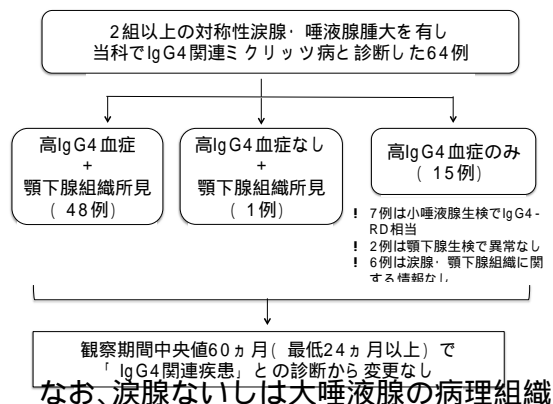 2組以上の対称性涙腺・唾液腺腫大を有し
当科でIgG4関連ミクリッツ病と診断した64例
高IgG4血症
+
顎下腺組織所見
(48例)
高IgG4血症なし
+
顎下腺組織所見
(1例)
高IgG4血症のみ
(15例)
! 7例は小唾液腺生検でIgG4-
RD相当
! 2例は顎下腺生検で異常なし
! 6例は涙腺・顎下腺組織に関
する情報なし
観察期間中央値60ヵ月(最低24ヵ月以上)で
「IgG4関連疾患」との診断から変更なし
なお、涙腺ないしは大唾液腺の病理組織